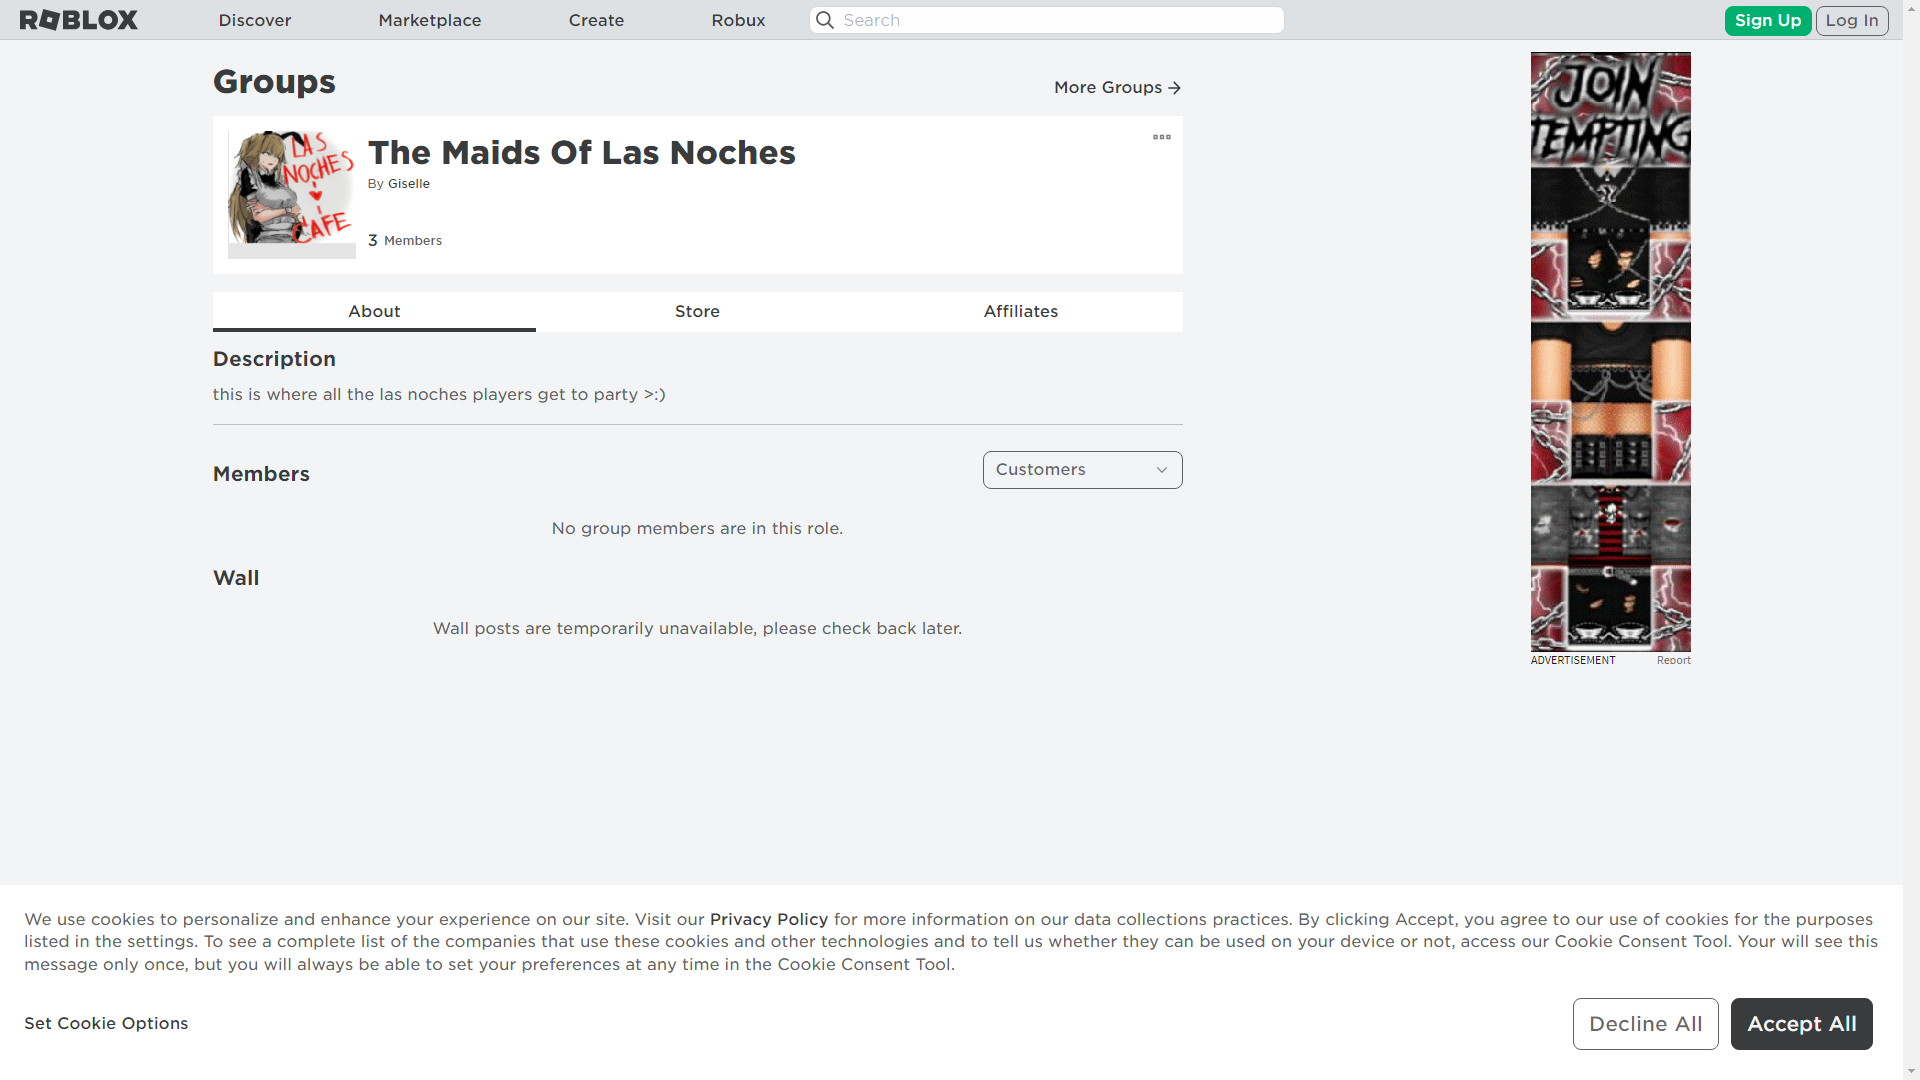 ROBLOX
Discover
Marketplace
Create
Robux
Search
Sign Up
Log In
Groups
More Groups
LAS
NOCHES
CAFE
The Maids Of Las Noches
By Giselle
3 Members
About
Store
Affiliates
Description
this is where all the las noches players get to party >:)
Members
Customers
No group members are in this role.
Wall
Wall posts are temporarily unavailable, please check back later.
JOIN
TEMPTING
ADVERTISEMENT
Report
We use cookies to personalize and enhance your experience on our site. Visit our Privacy Policy for more information on our data collections practices. By clicking Accept, you agree to our use of cookies for the purposes
listed in the settings. To see a complete list of the companies that use these cookies and other technologies and to tell us whether they can be used on your device or not, access our Cookie Consent Tool. Your will see this
message only once, but you will always be able to set your preferences at any time in the Cookie Consent Tool.
Set Cookie Options
Decline All
Accept All